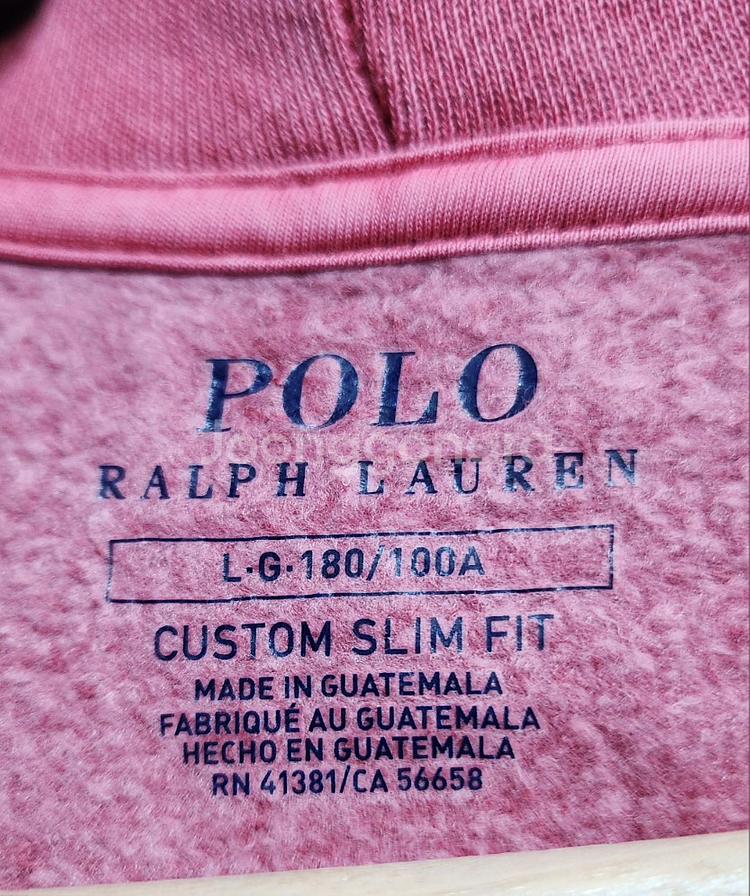 POLO
Joonggonara
RALPH LAUREN
L·G·180/100A
CUSTOM SLIM FIT
MADE IN GUATEMALA
FABRIQUÉ AU GUATEMALA
HECHO EN GUATEMALA
RN 41381/CA 56658